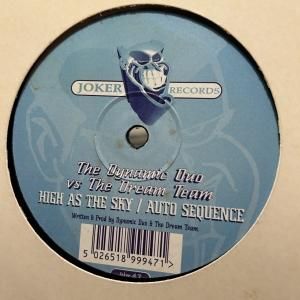 JOKER RECORDS
The Dynamic Duo
vs The Dream Team
HIGH AS THE SKY / AUTO SEQUENCE
Written & Prod by Dynamic Duo & The Dream Team.
5 026518 999471 >